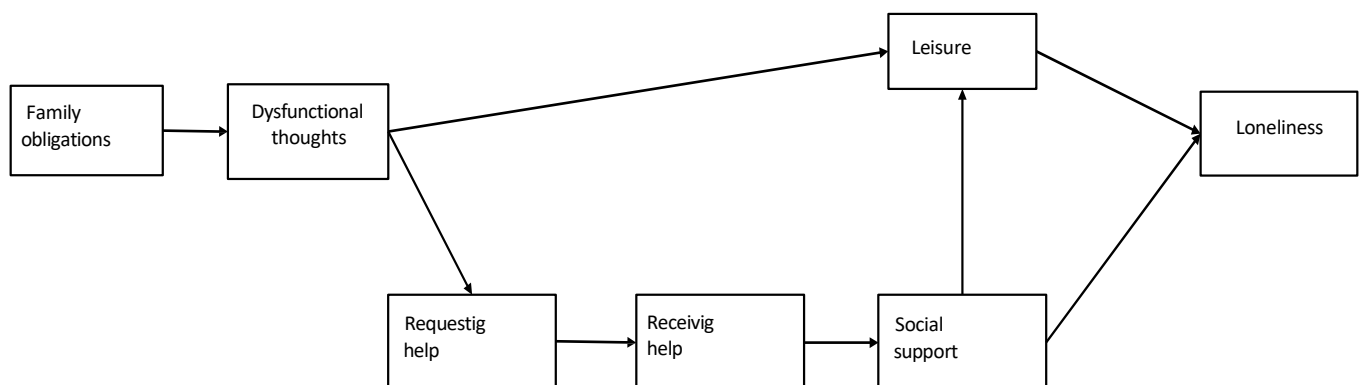 Leisure
Family
obligations
Dysfunctional
thoughts
Loneliness
Requestig
help
Receivig
help
Social
support